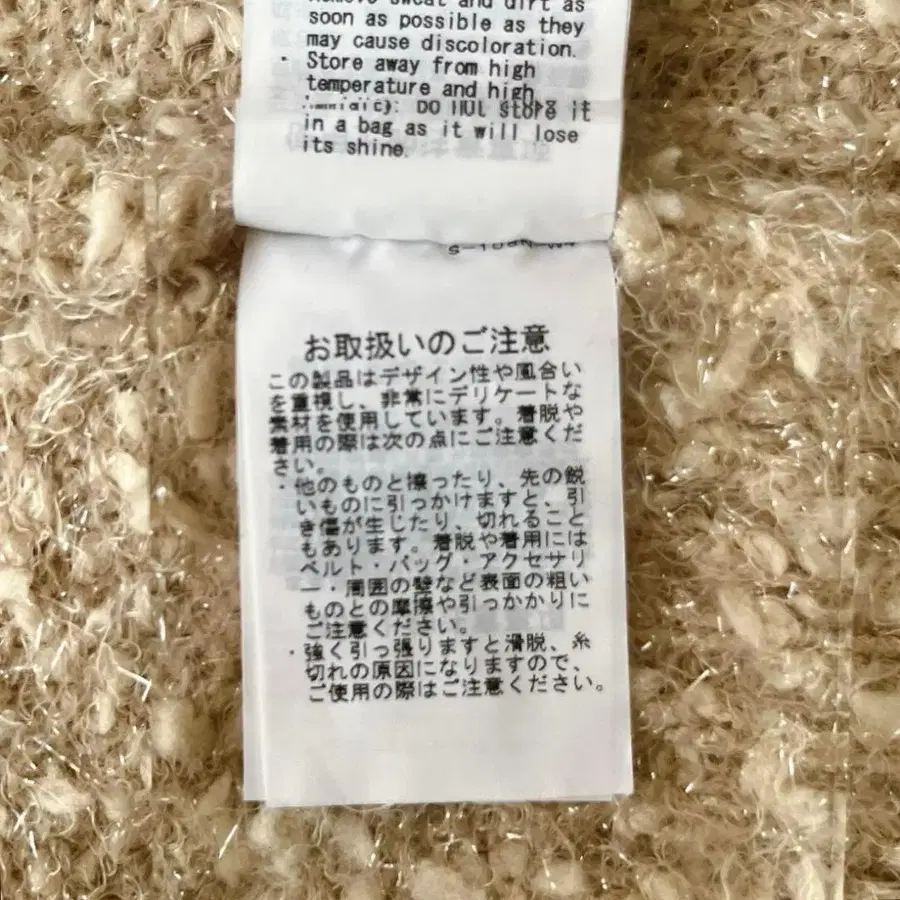 soon as possible as they
may cause discoloration.
・ Store away from high
temperature and high
Do not store it
in a bag as it will lose
its shine.
お取扱いのご注意
この製品はデザイン性や風合い
を重視し、非常にデリケートな
素材を使用しています。着脱や
着用の際は次の点にご注意くだ
さい。
・他のものと擦ったり、先の鋭
いものに引っかけますと、引
き傷が生じたり、切れること
もあります。着脱や着用には
ベルト・バッグ・アクセサリ
ー・周囲の壁など表面の粗い
ものとの摩擦や引っかかりに
ご注意ください。
・強く引っ張りますと滑脱、糸
切れの原因になりますので、
ご使用の際はご注意ください。